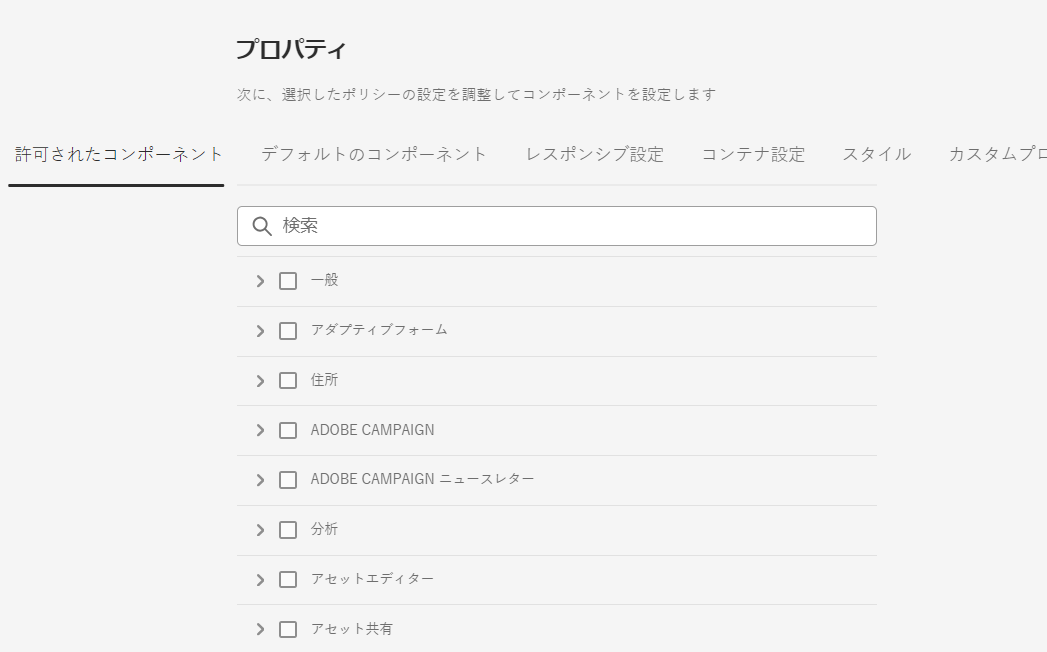 プロパティ
次に、選択したポリシーの設定を調整してコンポーネントを設定します
許可されたコンポーネント デフォルトのコンポーネント レスポンシブ設定 コンテナ設定 スタイル カスタムプロ
検索
一般
アダプティブフォーム
住所
ADOBE CAMPAIGN
ADOBE CAMPAIGN ニュースレター
分析
アセットエディター
アセット共有